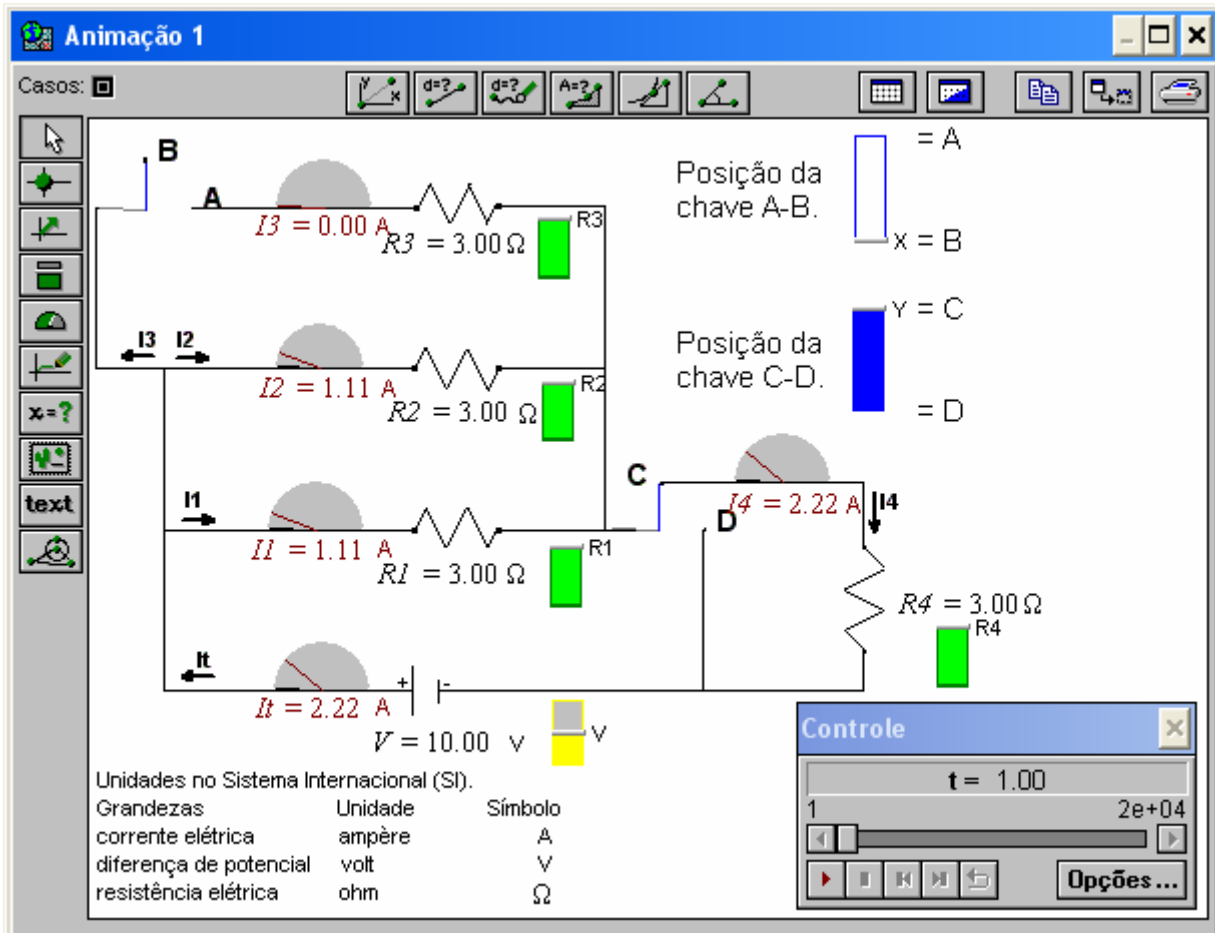 Animação 1
Casos:
y x
d=?
d=?
A=?
B
A
I3 = 0.00 A
R3 = 3.00 Ω
R3
Posição da
chave A-B.
= A
X = B
I3 I2
I2 = 1.11 A
R2 = 3.00 Ω
R2
Posição da
chave C-D.
Y = C
= D
x=?
text
I1
I1 = 1.11 A
R1 = 3.00 Ω
R1
C
D
I4 = 2.22 A
I4
R4 = 3.00 Ω
R4
It
It = 2.22 A
+ -
V = 10.00 V
V
Unidades no Sistema Internacional (SI).
Grandezas Unidade Símbolo
corrente elétrica ampère A
diferença de potencial volt V
resistência elétrica ohm Ω
Controle
t = 1.00
1 2e+04
Opções...